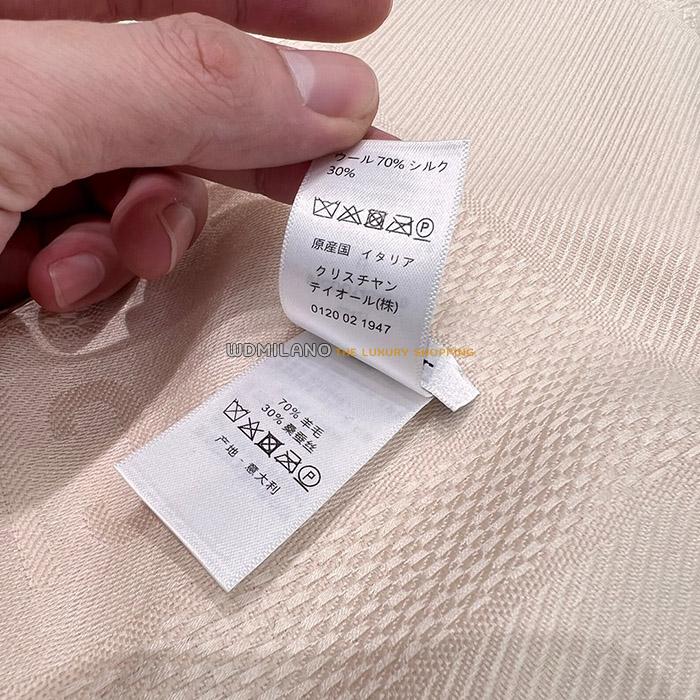 ウール 70% シルク
30%
P
原産国 イタリア
クリスチャン
ディオール(株)
0120 02 1947
WDMILANO THE LUXURY SHOPPING
70% 羊毛
30% 桑蚕丝
P
产地 - 意大利